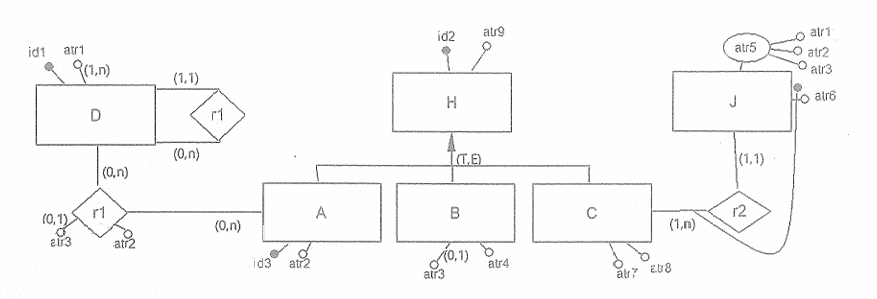 id1 atr1 (1,n)
D
(1,1)
r1
(0,n)
(0,n)
r1
(0,1)
atr3
atr2
(0,n)
id2 atr9
H
(T,E)
A
id3 atr2
B
atr3 (0,1) atr4
C
atr7 atr8
(1,n)
r2
(1,1)
J
atr5
atr1
atr2
atr3
atr6